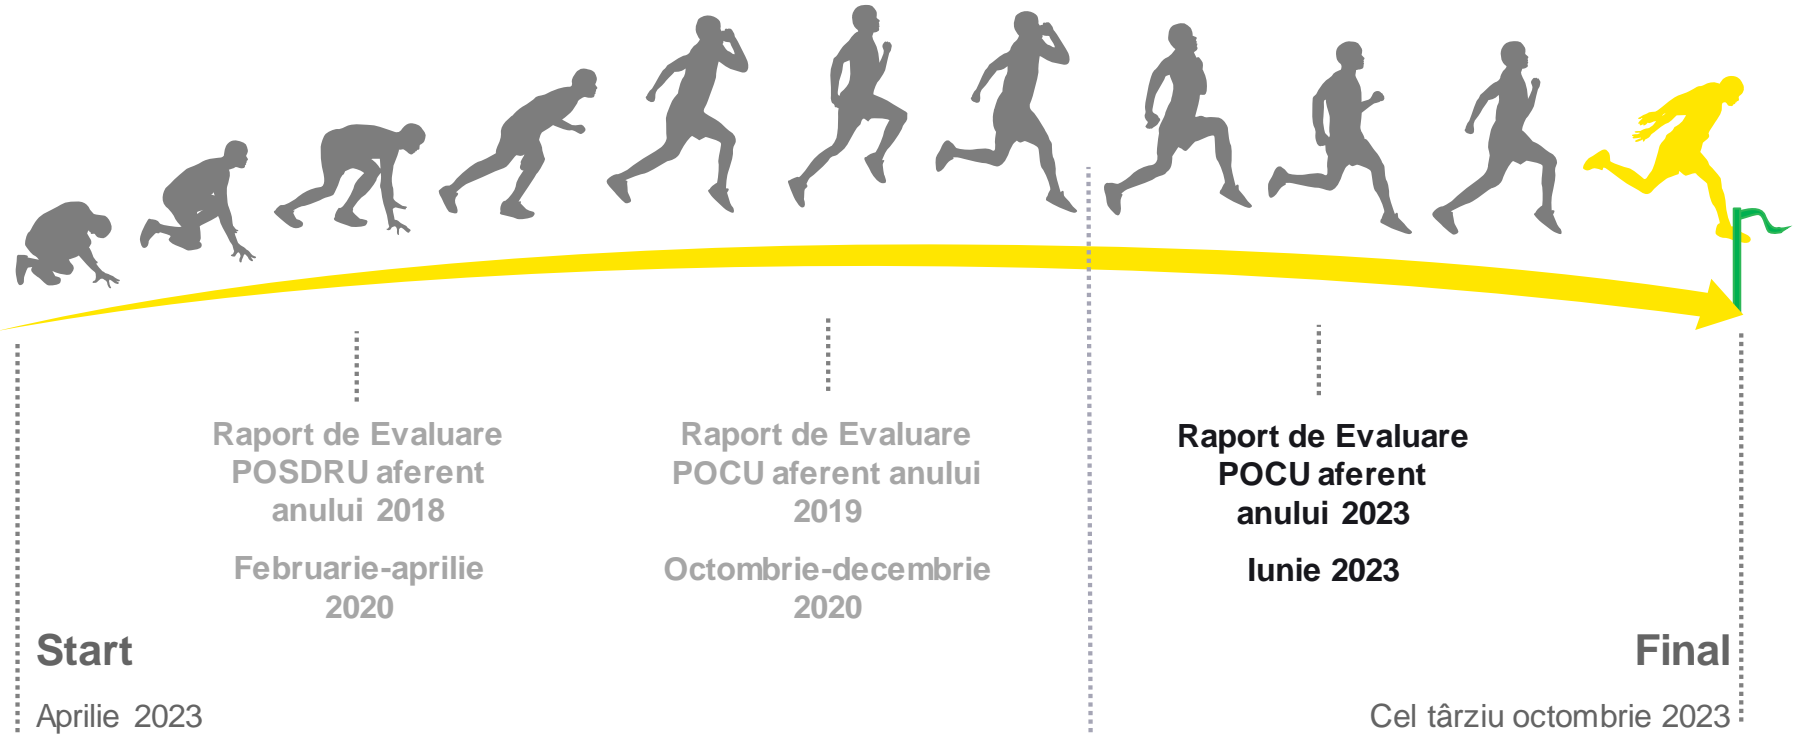 Raport de Evaluare
POSDRU aferent
anului 2018
Februarie-aprilie
2020
Raport de Evaluare
POCU aferent anului
2019
Octombrie-decembrie
2020
Raport de Evaluare
POCU aferent
anului 2023
Iunie 2023
Start
Aprilie 2023
Final
Cel târziu octombrie 2023